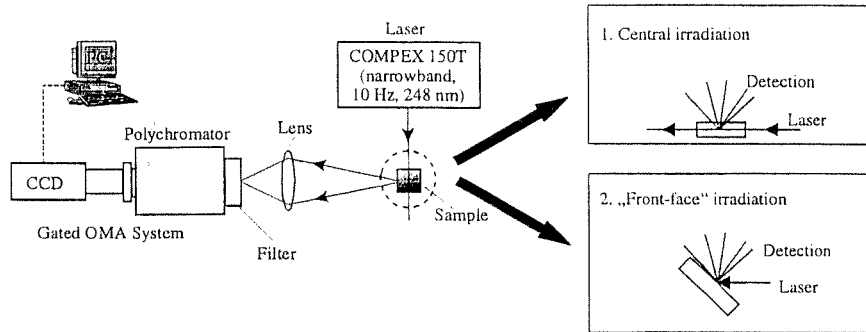 Laser
COMPEX 150T
(narrowband,
10 Hz, 248 nm)
PC
Polychromator
Lens
CCD
Sample
Gated OMA System
Filter
1. Central irradiation
Detection
Laser
2. „Front-face“ irradiation
Detection
Laser